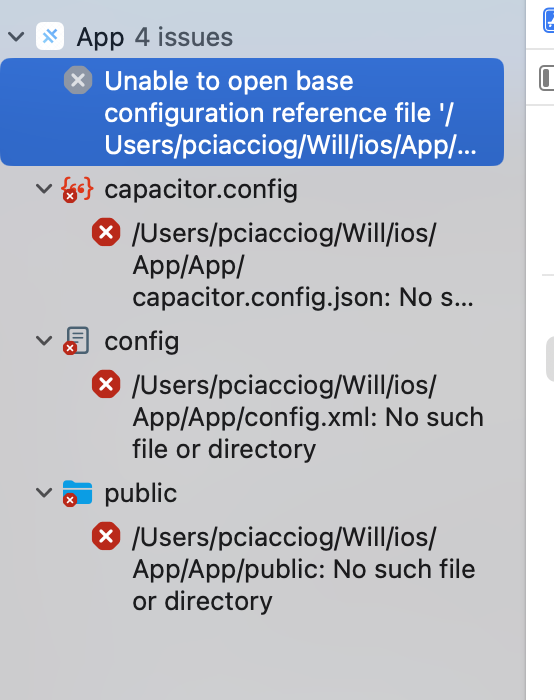 App 4 issues
Unable to open base
configuration reference file '/
Users/pciacciog/Will/ios/App/...
capacitor.config
/Users/pciacciog/Will/ios/
App/App/
capacitor.config.json: No s...
config
/Users/pciacciog/Will/ios/
App/App/config.xml: No such
file or directory
public
/Users/pciacciog/Will/ios/
App/App/public: No such file
or directory